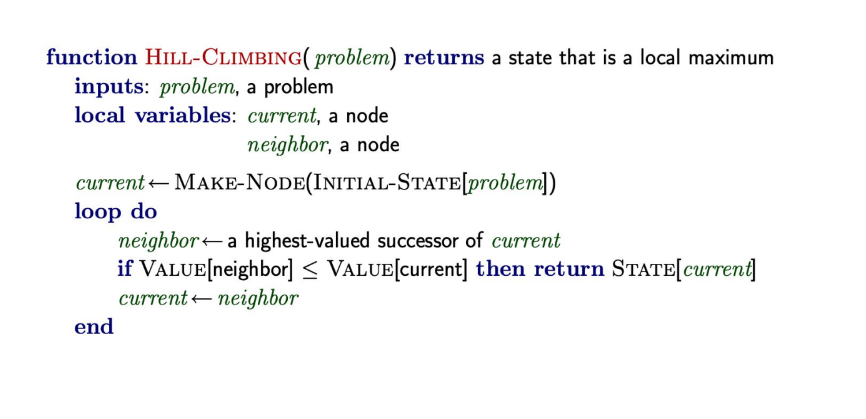 function HILL-CLIMBING( problem) returns a state that is a local maximum
inputs: problem, a problem
local variables: current, a node
neighbor, a node
current ← MAKE-NODE(INITIAL-STATE[problem])
loop do
neighbor ← a highest-valued successor of current
if VALUE[neighbor] ≤ VALUE[current] then return STATE[current]
current ← neighbor
end